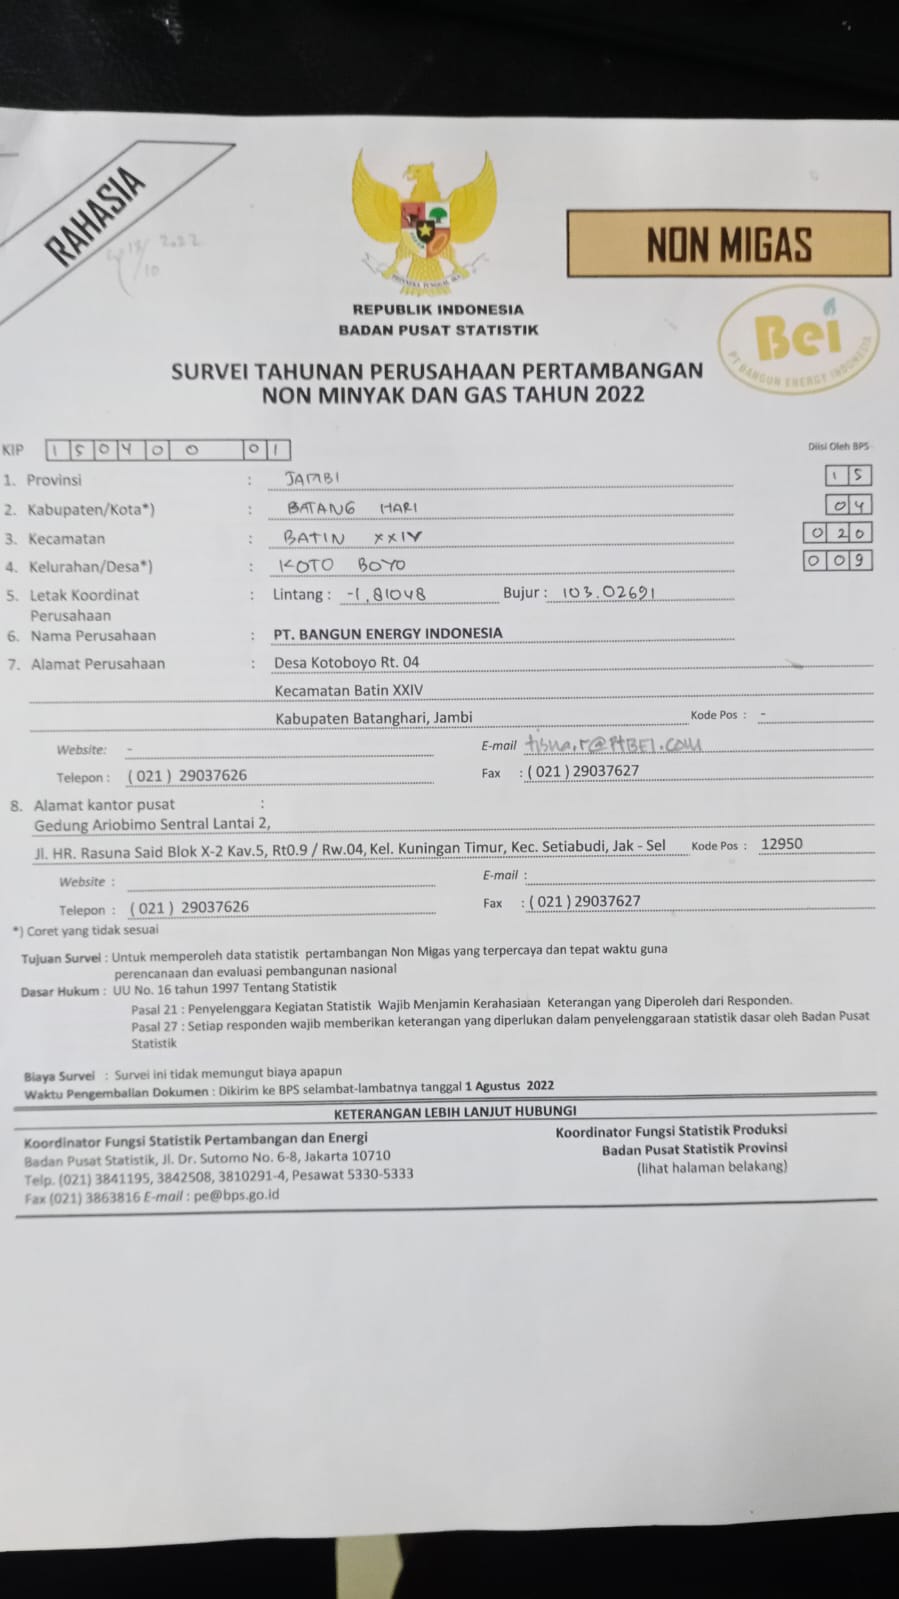 RAHASIA
13/10 2022
REPUBLIK INDONESIA
BADAN PUSAT STATISTIK
NON MIGAS
Bei
PT BANGUN ENERGY INDONESIA
SURVEI TAHUNAN PERUSAHAAN PERTAMBANGAN
NON MINYAK DAN GAS TAHUN 2022
KIP 1 5 0 4 0 0 0 0 1 Diisi Oleh BPS
1. Provinsi : JAMBI 1 5
2. Kabupaten/Kota*) : BATANG HARI 0 4
3. Kecamatan : BATIN XXIV 0 2 0
4. Kelurahan/Desa*) : KOTO BOYO 0 0 9
5. Letak Koordinat : Lintang : -1,81048 Bujur : 103.02691
Perusahaan
6. Nama Perusahaan : PT. BANGUN ENERGY INDONESIA
7. Alamat Perusahaan : Desa Kotoboyo Rt. 04
Kecamatan Batin XXIV
Kabupaten Batanghari, Jambi Kode Pos : -
Website: - E-mail tisna.r@PtBEI.com
Telepon : ( 021 ) 29037626 Fax : ( 021 ) 29037627
8. Alamat kantor pusat :
Gedung Ariobimo Sentral Lantai 2,
Jl. HR. Rasuna Said Blok X-2 Kav.5, Rt0.9 / Rw.04, Kel. Kuningan Timur, Kec. Setiabudi, Jak - Sel Kode Pos : 12950
Website : E-mail :
Telepon : ( 021 ) 29037626 Fax : ( 021 ) 29037627
*) Coret yang tidak sesuai
Tujuan Survei : Untuk memperoleh data statistik pertambangan Non Migas yang terpercaya dan tepat waktu guna
perencanaan dan evaluasi pembangunan nasional
Dasar Hukum : UU No. 16 tahun 1997 Tentang Statistik
Pasal 21 : Penyelenggara Kegiatan Statistik Wajib Menjamin Kerahasiaan Keterangan yang Diperoleh dari Responden.
Pasal 27 : Setiap responden wajib memberikan keterangan yang diperlukan dalam penyelenggaraan statistik dasar oleh Badan Pusat
Statistik
Biaya Survei : Survei ini tidak memungut biaya apapun
Waktu Pengembalian Dokumen : Dikirim ke BPS selambat-lambatnya tanggal 1 Agustus 2022
KETERANGAN LEBIH LANJUT HUBUNGI
Koordinator Fungsi Statistik Pertambangan dan Energi
Badan Pusat Statistik, Jl. Dr. Sutomo No. 6-8, Jakarta 10710
Telp. (021) 3841195, 3842508, 3810291-4, Pesawat 5330-5333
Fax (021) 3863816 E-mail : pe@bps.go.id
Koordinator Fungsi Statistik Produksi
Badan Pusat Statistik Provinsi
(lihat halaman belakang)